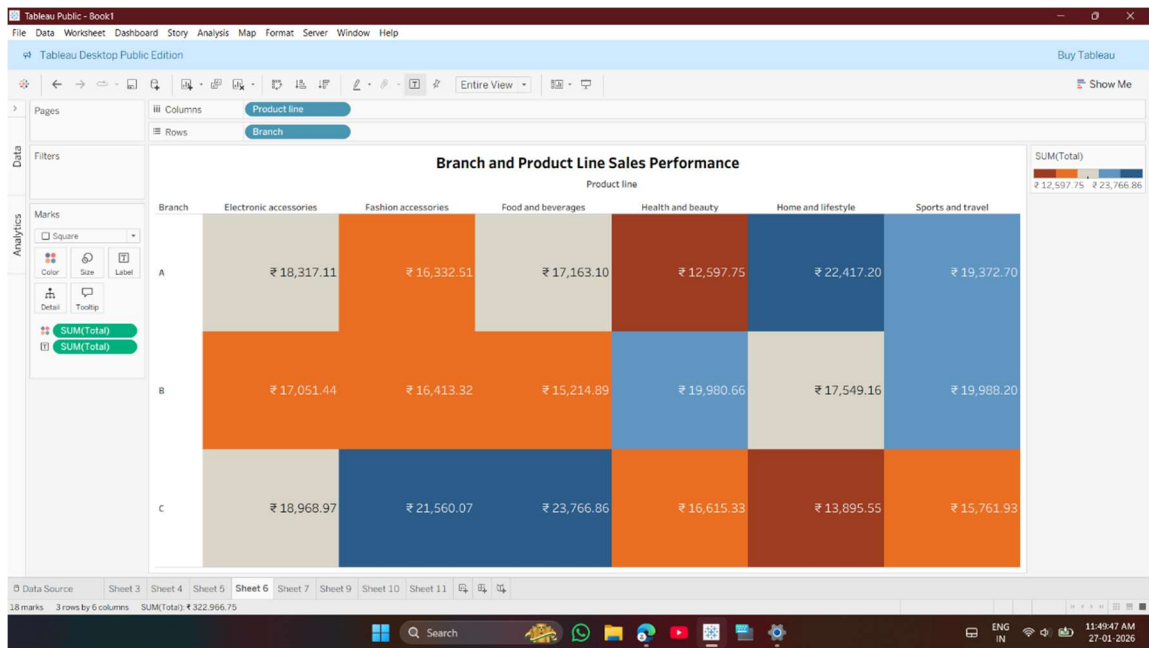 Tableau Public - Book1
File Data Worksheet Dashboard Story Analysis Map Format Server Window Help
Tableau Desktop Public Edition Buy Tableau
Entire View Show Me
Pages
Columns Product line
Rows Branch
Data
Analytics
Filters
Marks
Square
Color Size Label
Detail Tooltip
SUM(Total)
SUM(Total)
Branch and Product Line Sales Performance
Product line
Branch Electronic accessories Fashion accessories Food and beverages Health and beauty Home and lifestyle Sports and travel
A ₹ 18,317.11 ₹ 16,332.51 ₹ 17,163.10 ₹ 12,597.75 ₹ 22,417.20 ₹ 19,372.70
B ₹ 17,051.44 ₹ 16,413.32 ₹ 15,214.89 ₹ 19,980.66 ₹ 17,549.16 ₹ 19,988.20
C ₹ 18,968.97 ₹ 21,560.07 ₹ 23,766.86 ₹ 16,615.33 ₹ 13,895.55 ₹ 15,761.93
SUM(Total)
₹ 12,597.75 ₹ 23,766.86
Data Source Sheet 3 Sheet 4 Sheet 5 Sheet 6 Sheet 7 Sheet 9 Sheet 10 Sheet 11
18 marks 3 rows by 6 columns SUM(Total): ₹ 322,966.75
Search
ENG
IN
11:49:47 AM
27-01-2026